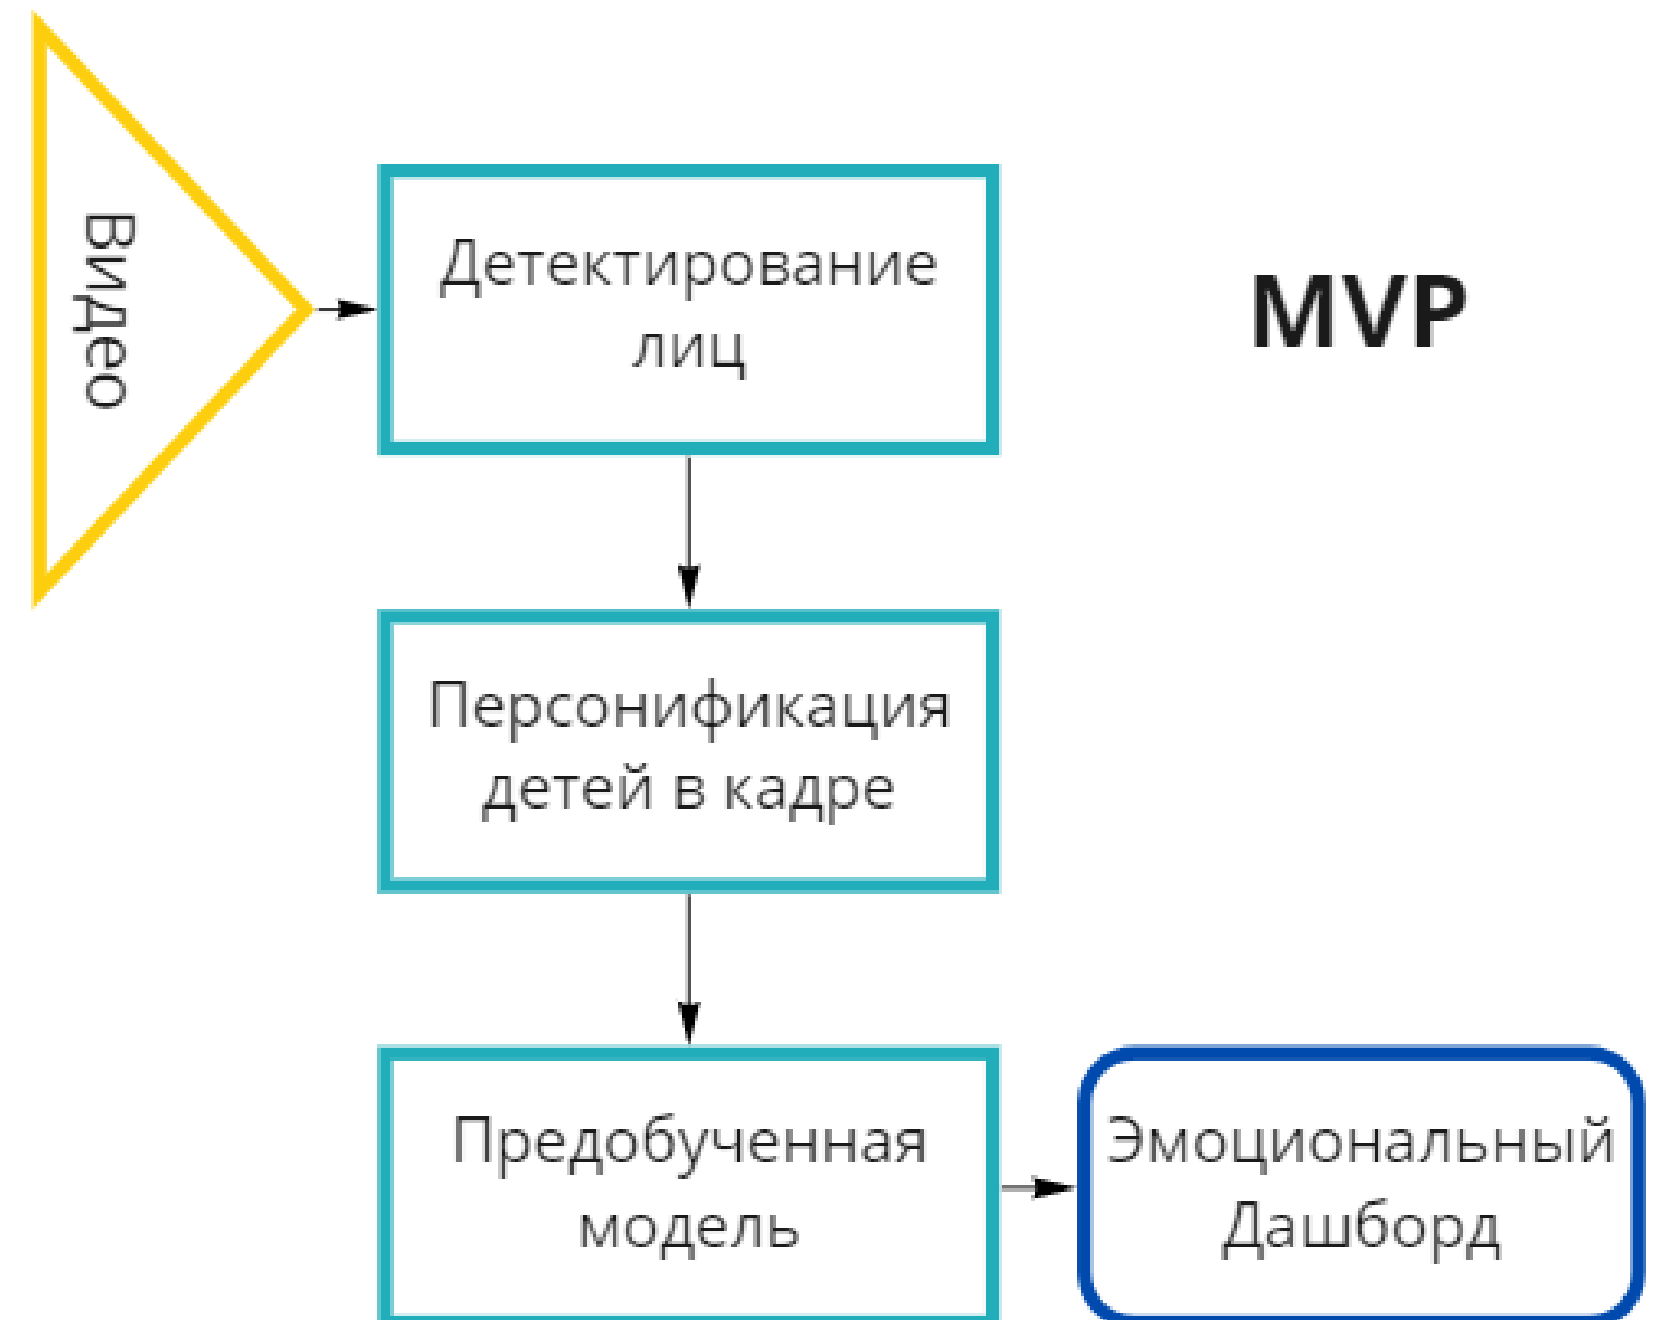 Видео
Детектирование
лиц
MVP
Персонификация
детей в кадре
Предобученная
модель
Эмоциональный
Дашборд